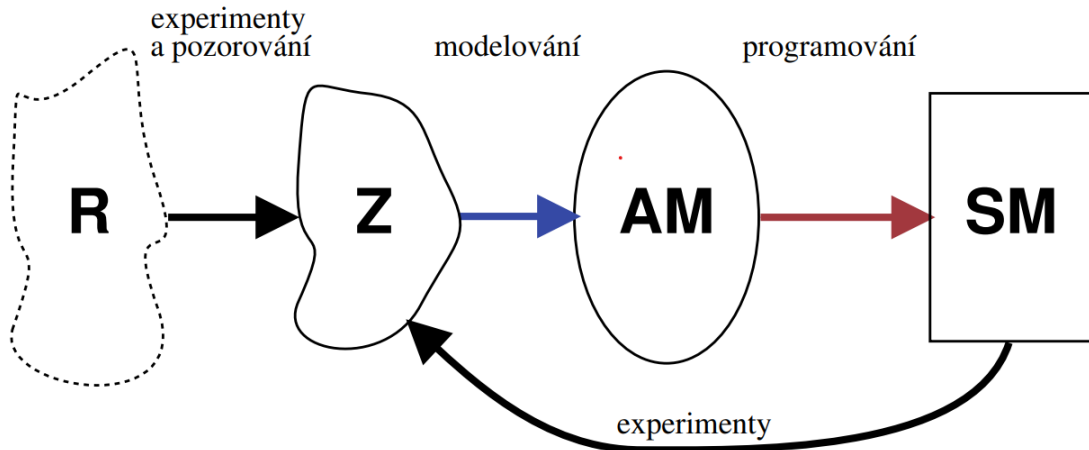 experimenty
a pozorování
modelování
programování
R
Z
AM
SM
experimenty